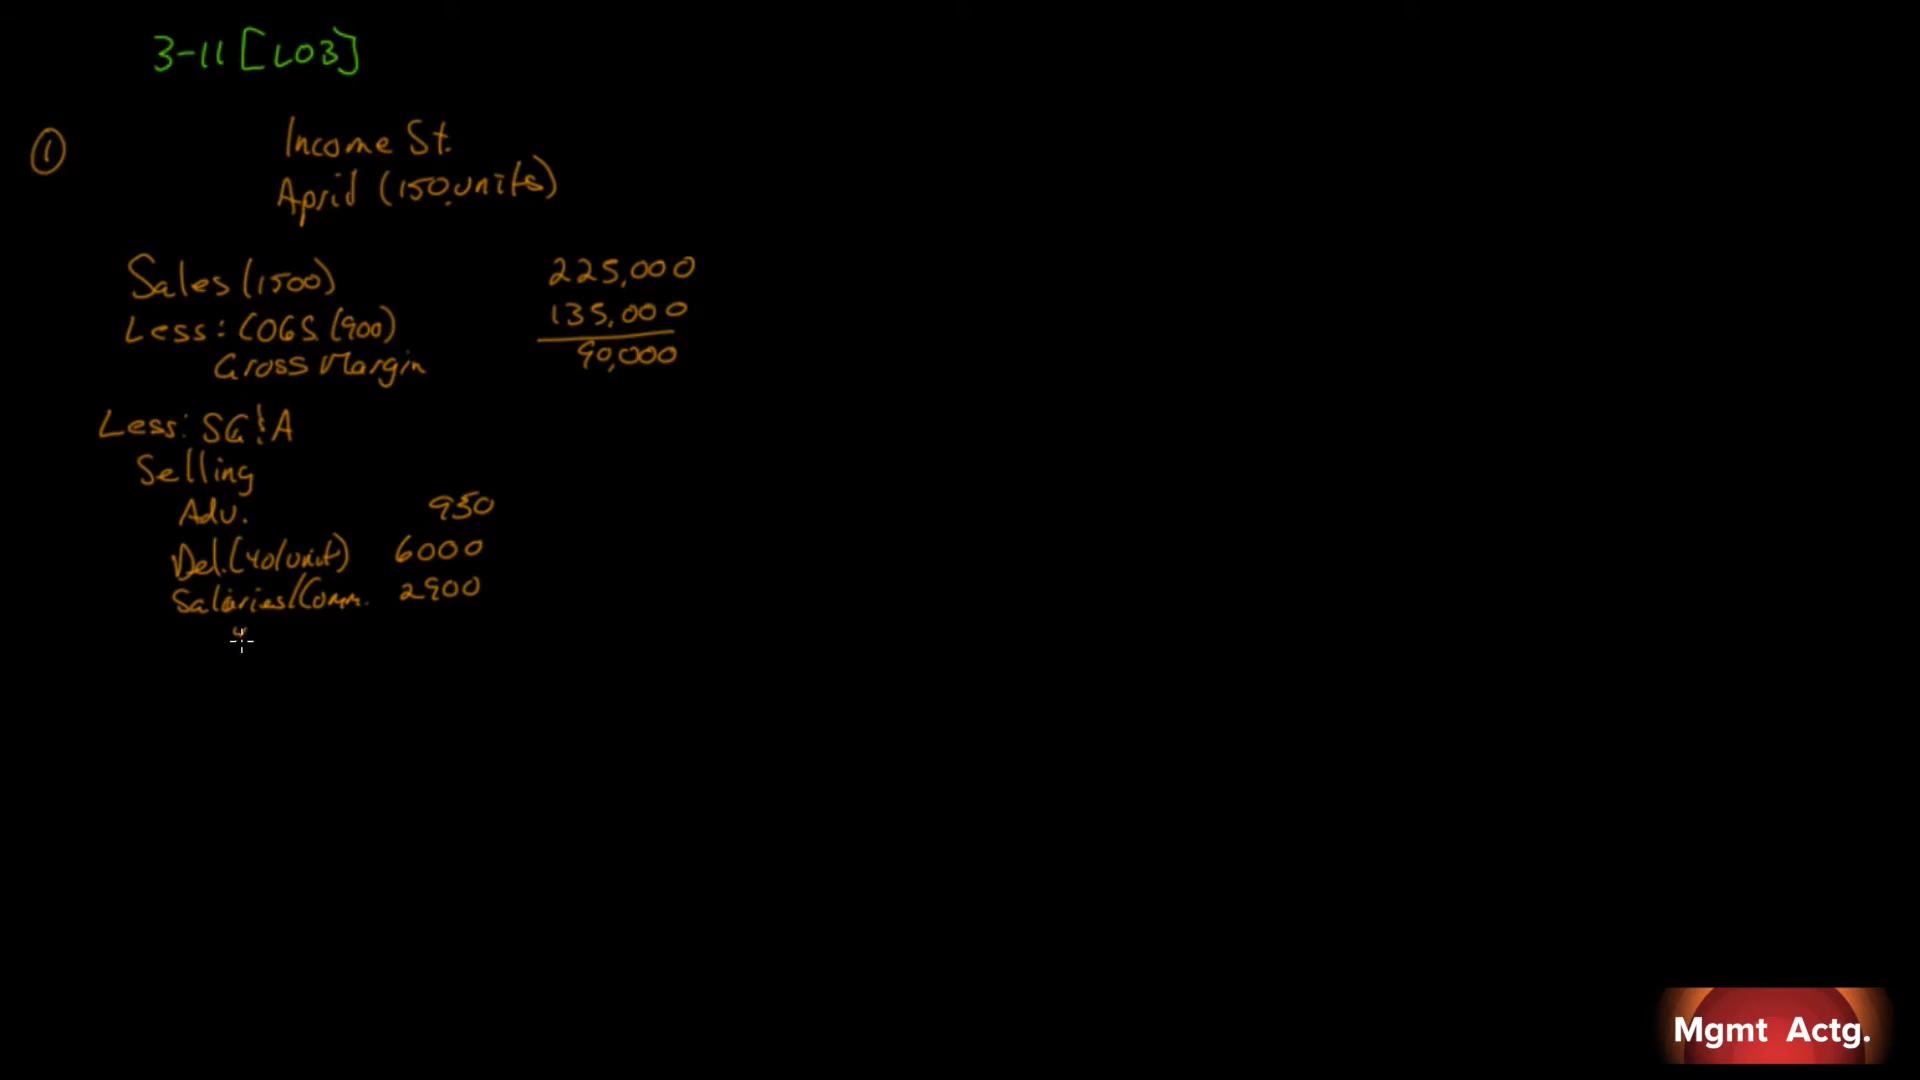 3-11 [LO3]
① Income St.
April (150 units)
Sales (1500) 225,000
Less: COGS (900) 135,000
Gross Margin 90,000
Less: SG&A
Selling
Adv. 950
Del. (40/unit) 6000
Salaries/Comm. 2900
Mgmt Actg.